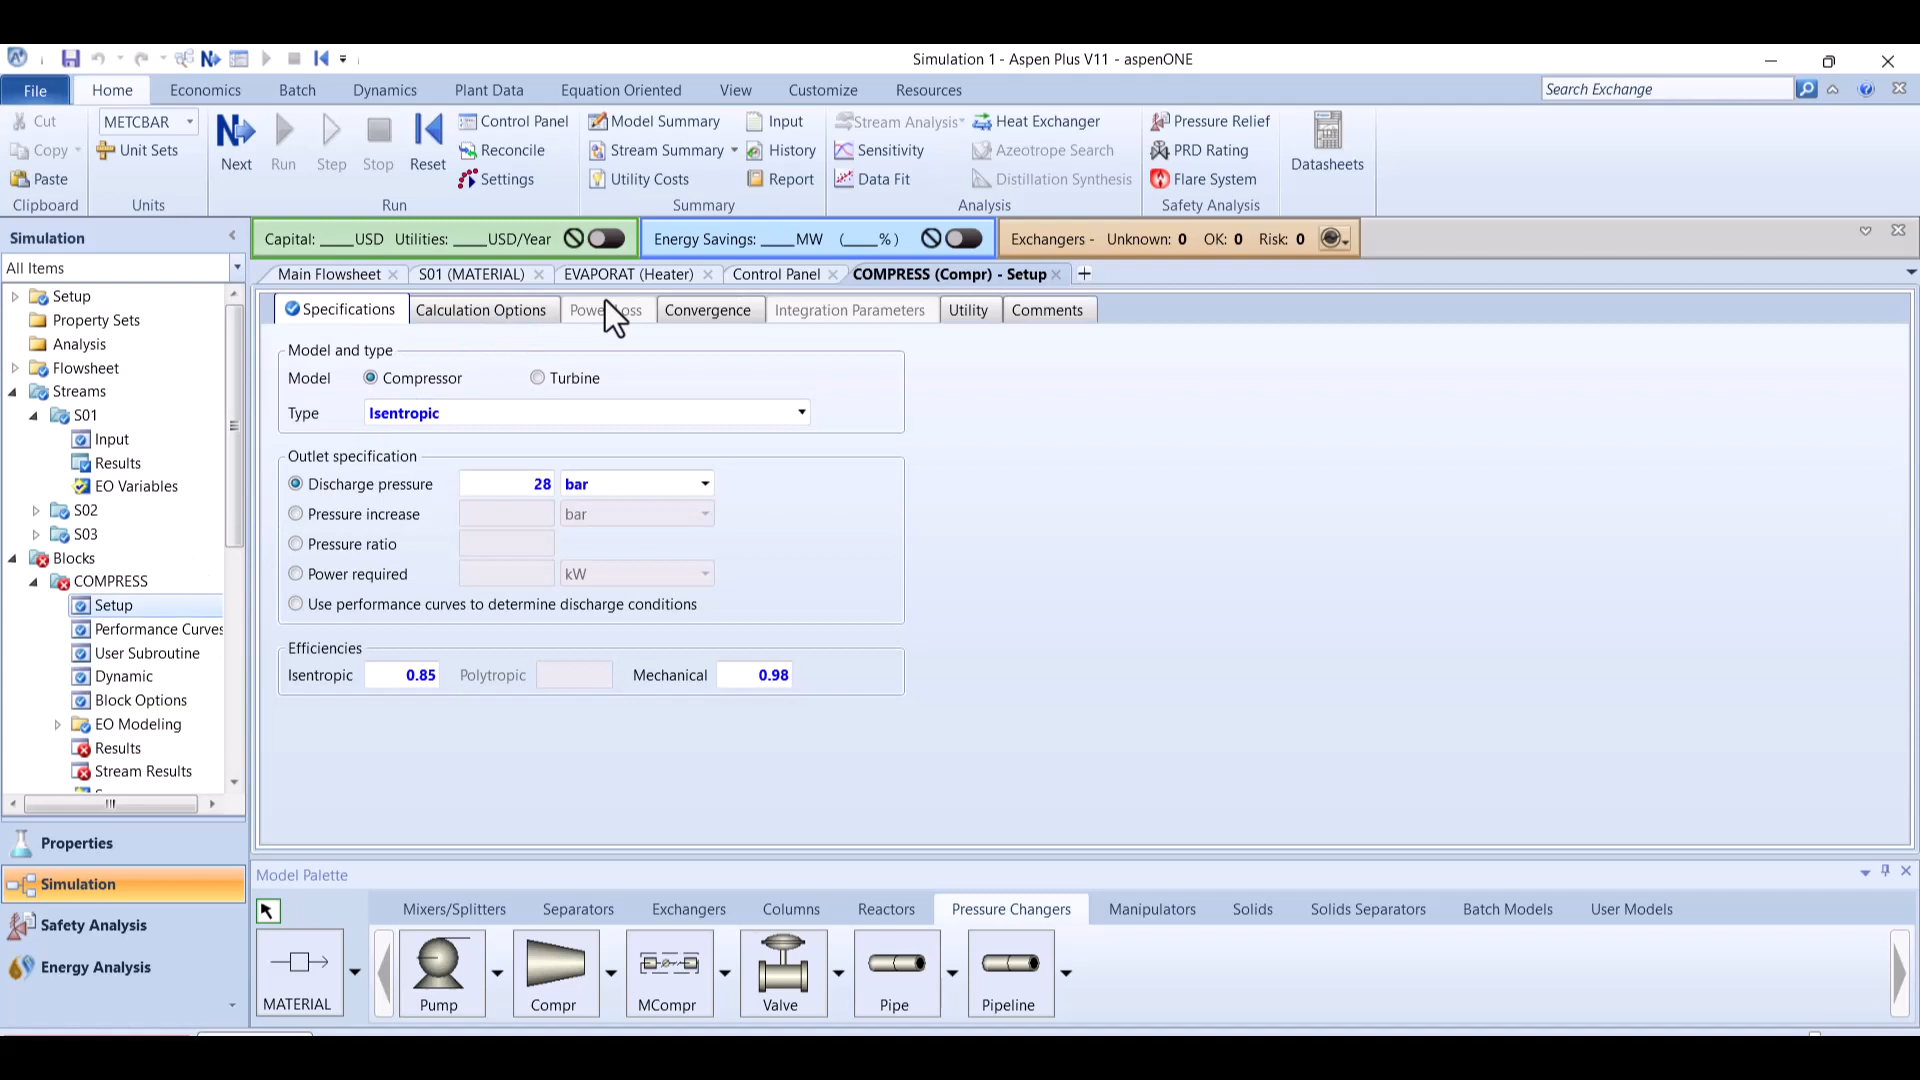 Simulation 1 - Aspen Plus V11 - aspenONE
File Home Economics Batch Dynamics Plant Data Equation Oriented View Customize Resources Search Exchange
Cut METCBAR Control Panel Model Summary Input Stream Analysis Heat Exchanger Pressure Relief
Copy Unit Sets Next Run Step Stop Reset Reconcile Stream Summary History Sensitivity Azeotrope Search PRD Rating Datasheets
Paste Settings Utility Costs Report Data Fit Distillation Synthesis Flare System
Clipboard Units Run Summary Analysis Safety Analysis
Simulation
Capital: ____USD Utilities: ____USD/Year Energy Savings: ____MW (____%) Exchangers - Unknown: 0 OK: 0 Risk: 0
All Items
Main Flowsheet S01 (MATERIAL) EVAPORAT (Heater) Control Panel COMPRESS (Compr) - Setup
Setup
Property Sets
Analysis
Flowsheet
Streams
S01
Input
Results
EO Variables
S02
S03
Blocks
COMPRESS
Setup
Performance Curves
User Subroutine
Dynamic
Block Options
EO Modeling
Results
Stream Results
Specifications Calculation Options Convergence Integration Parameters Utility Comments
Model and type
Model Compressor Turbine
Type Isentropic
Outlet specification
Discharge pressure 28 bar
Pressure increase bar
Pressure ratio
Power required kW
Use performance curves to determine discharge conditions
Efficiencies
Isentropic 0.85 Polytropic Mechanical 0.98
Properties
Simulation
Safety Analysis
Energy Analysis
Model Palette
Mixers/Splitters Separators Exchangers Columns Reactors Pressure Changers Manipulators Solids Solids Separators Batch Models User Models
MATERIAL Pump Compr MCompr Valve Pipe Pipeline